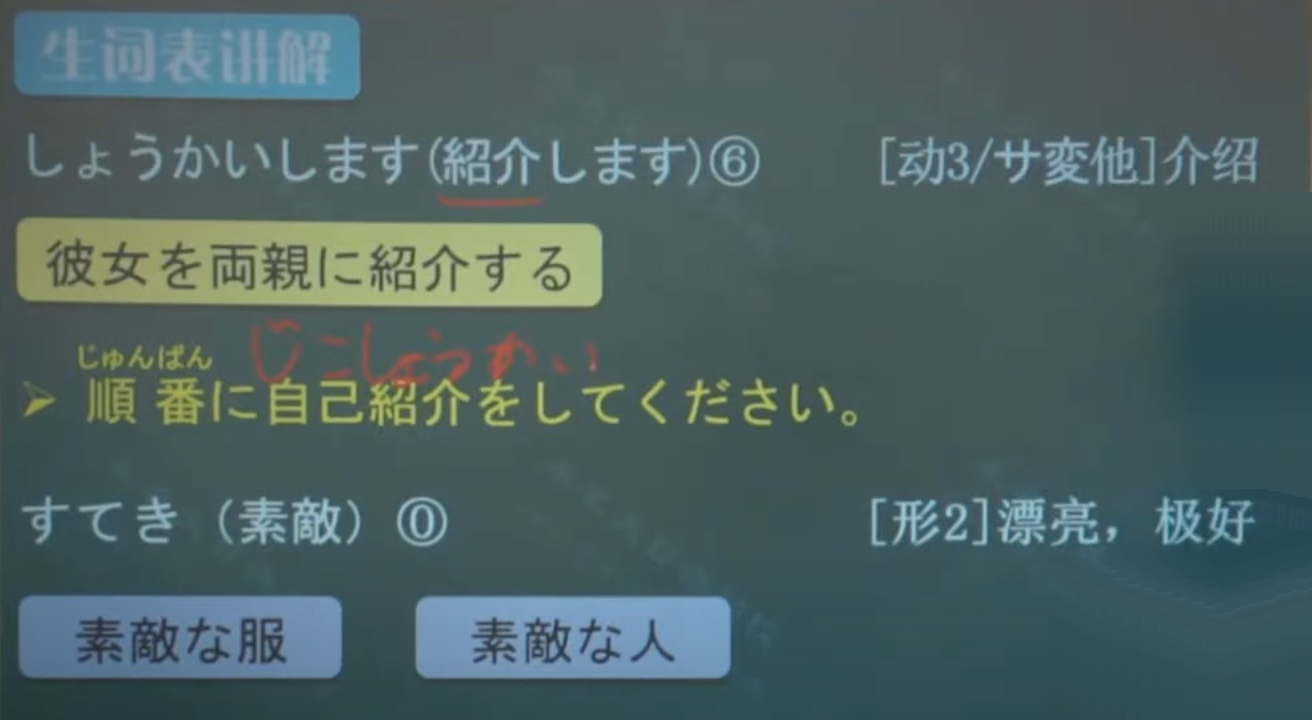 生词表讲解
しょうかいします(紹介します)⑥ [动3/サ変他]介绍
彼女を両親に紹介する
じゅんばん じこしょうかい
➢ 順番に自己紹介をしてください。
すてき（素敵）⓪ [形2]漂亮，极好
素敵な服 素敵な人